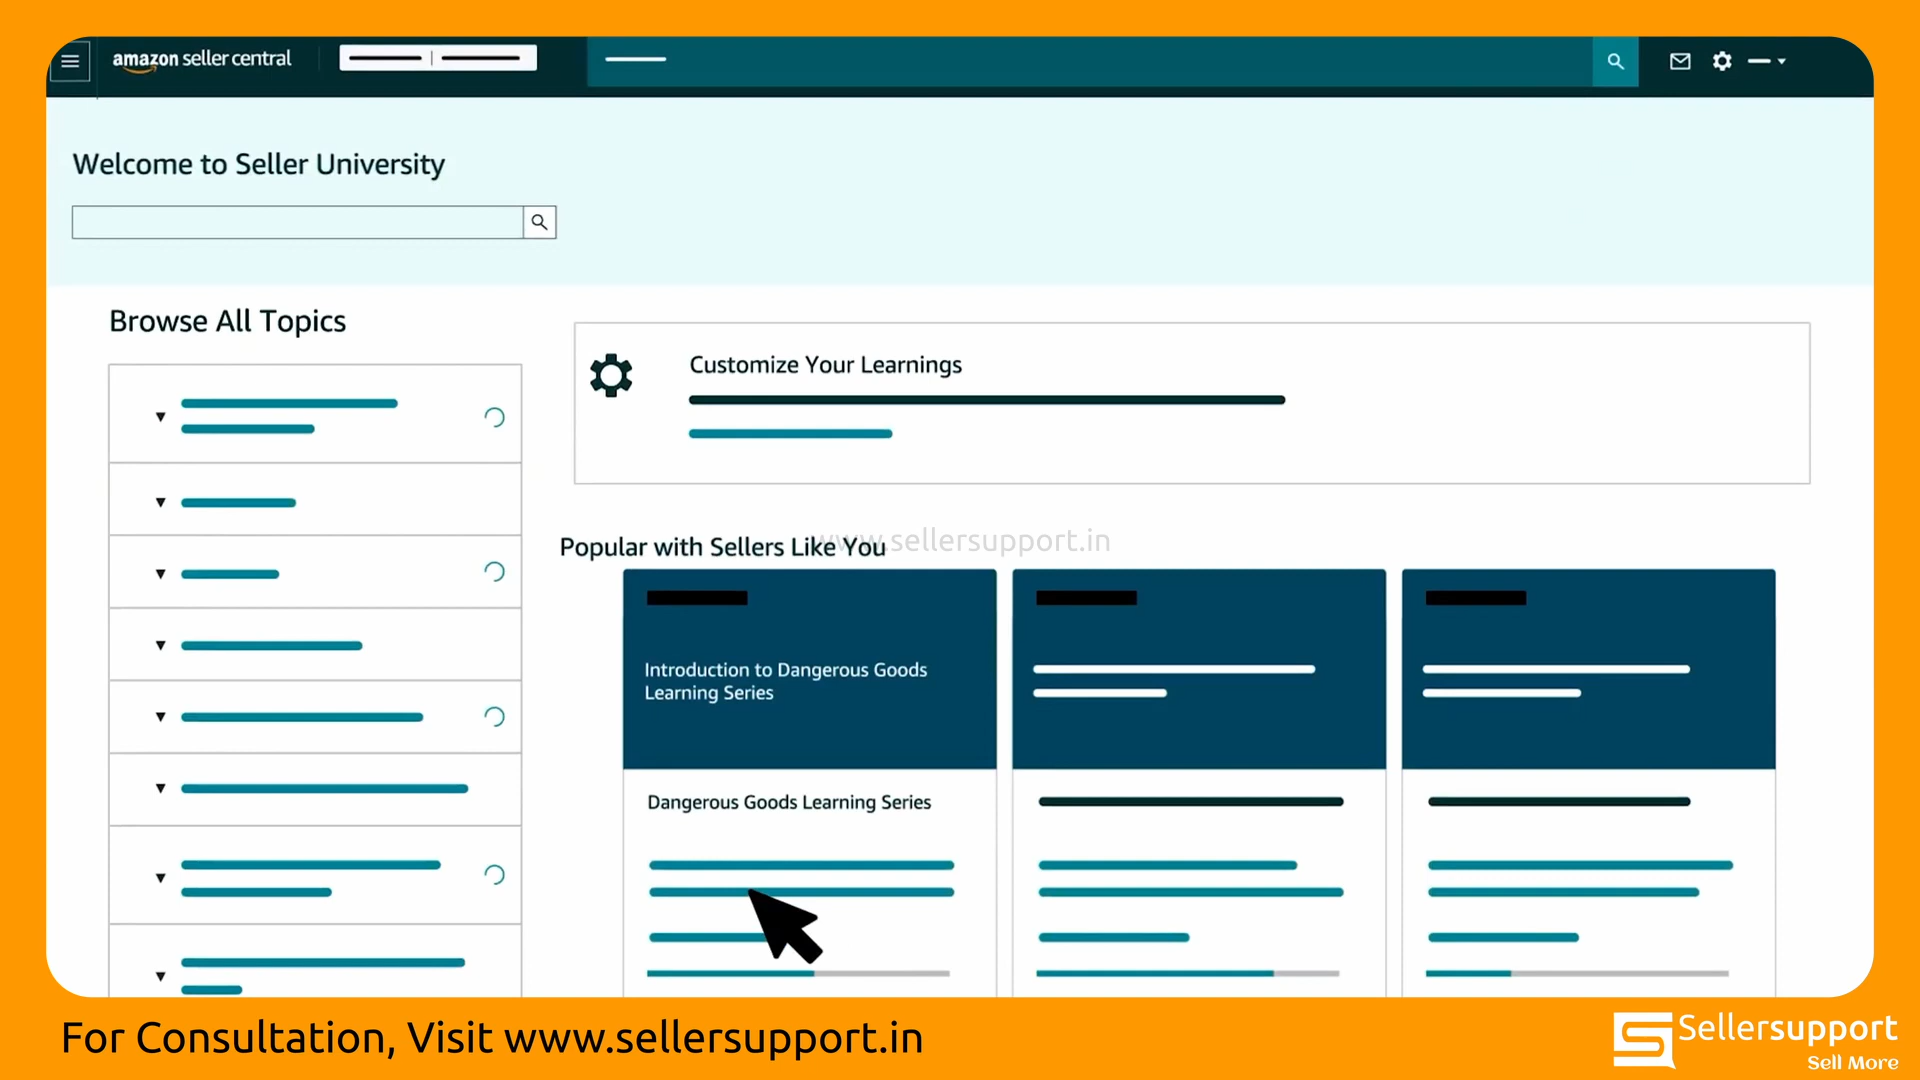 amazon seller central
Welcome to Seller University
Browse All Topics
Customize Your Learnings
Popular with Sellers Like You
www.sellersupport.in
Introduction to Dangerous Goods
Learning Series
Dangerous Goods Learning Series
For Consultation, Visit www.sellersupport.in
Sellersupport
Sell More